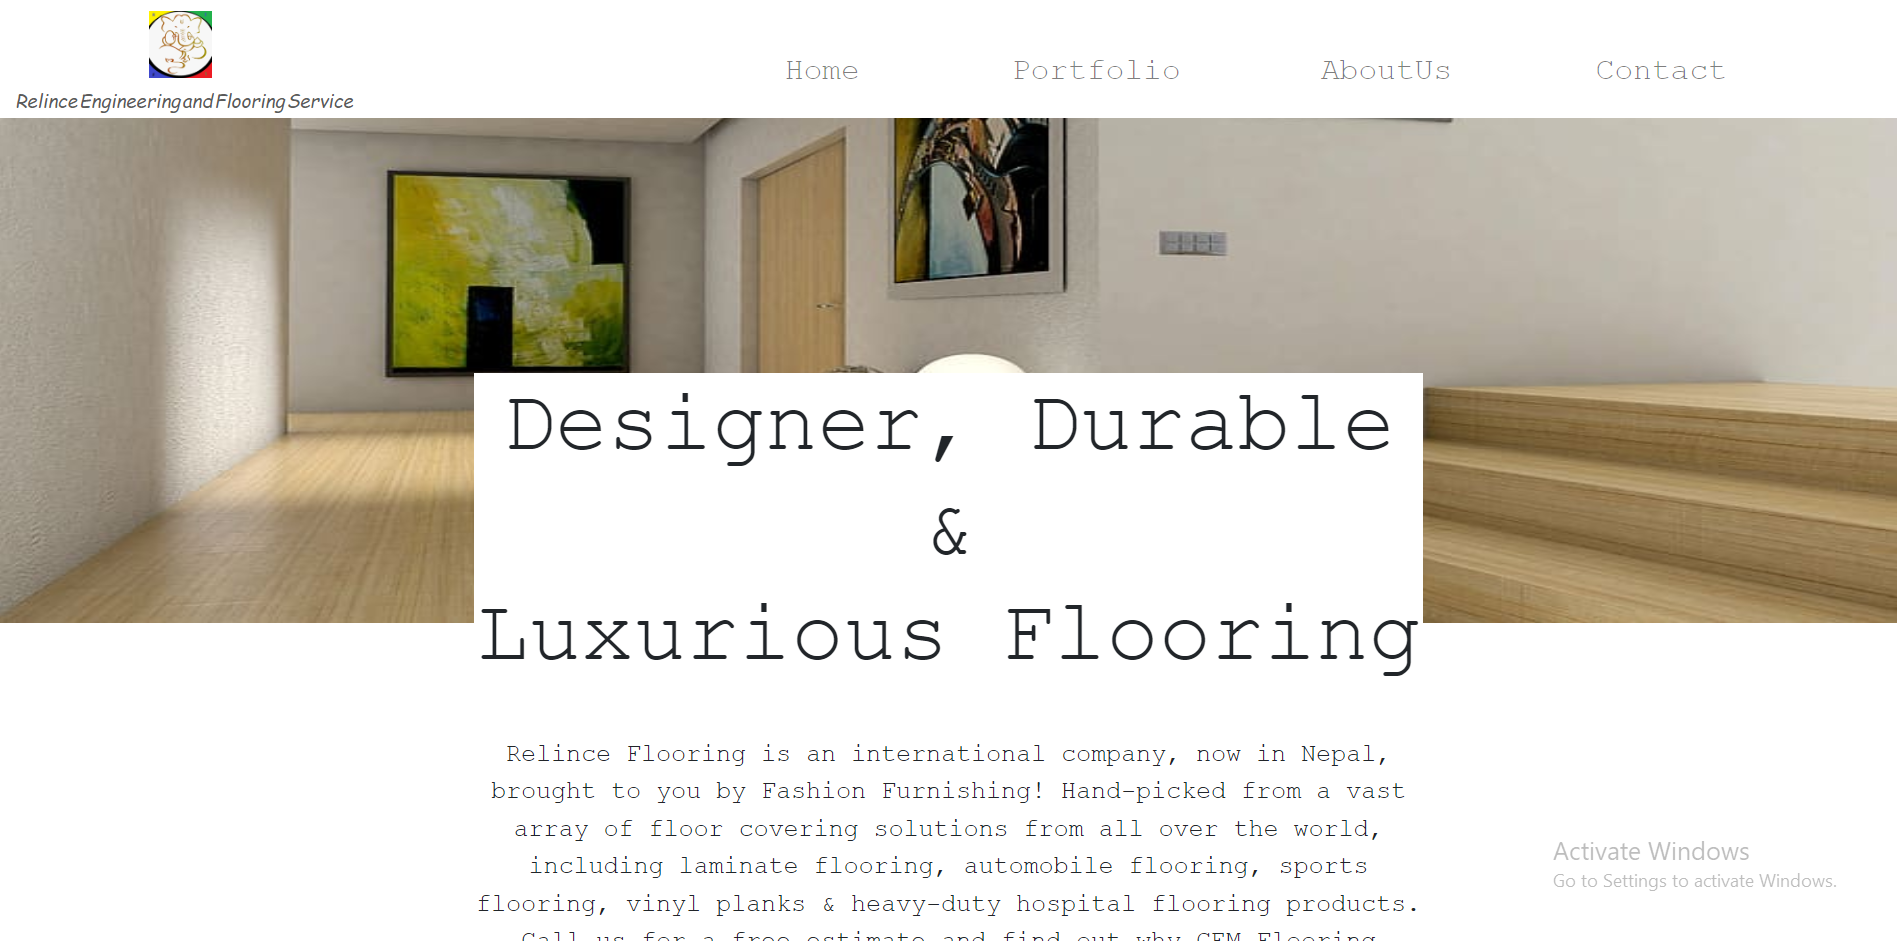 Home Portfolio AboutUs Contact
Relince Engineering and Flooring Service
Designer, Durable
&
Luxurious Flooring
Relince Flooring is an international company, now in Nepal,
brought to you by Fashion Furnishing! Hand-picked from a vast
array of floor covering solutions from all over the world,
including laminate flooring, automobile flooring, sports
flooring, vinyl planks & heavy-duty hospital flooring products.
Call us for a free estimate and find out why CFM Flooring
Activate Windows
Go to Settings to activate Windows.